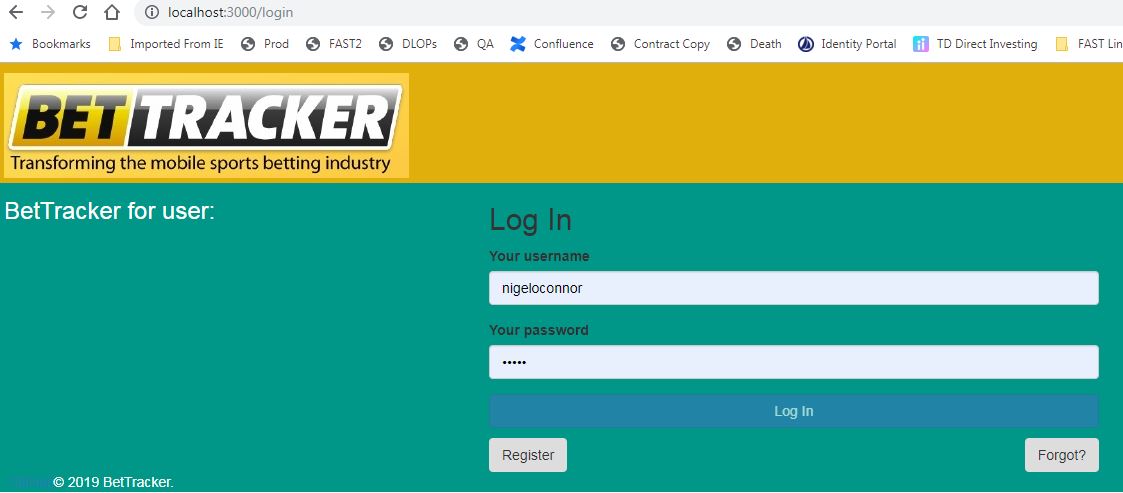 localhost:3000/login
Bookmarks Imported From IE Prod FAST2 DLOPs QA Confluence Contract Copy Death Identity Portal TD Direct Investing FAST Lin
BET TRACKER
Transforming the mobile sports betting industry
BetTracker for user:
Log In
Your username
nigeloconnor
Your password
•••••
Log In
Register Forgot?
© 2019 BetTracker.